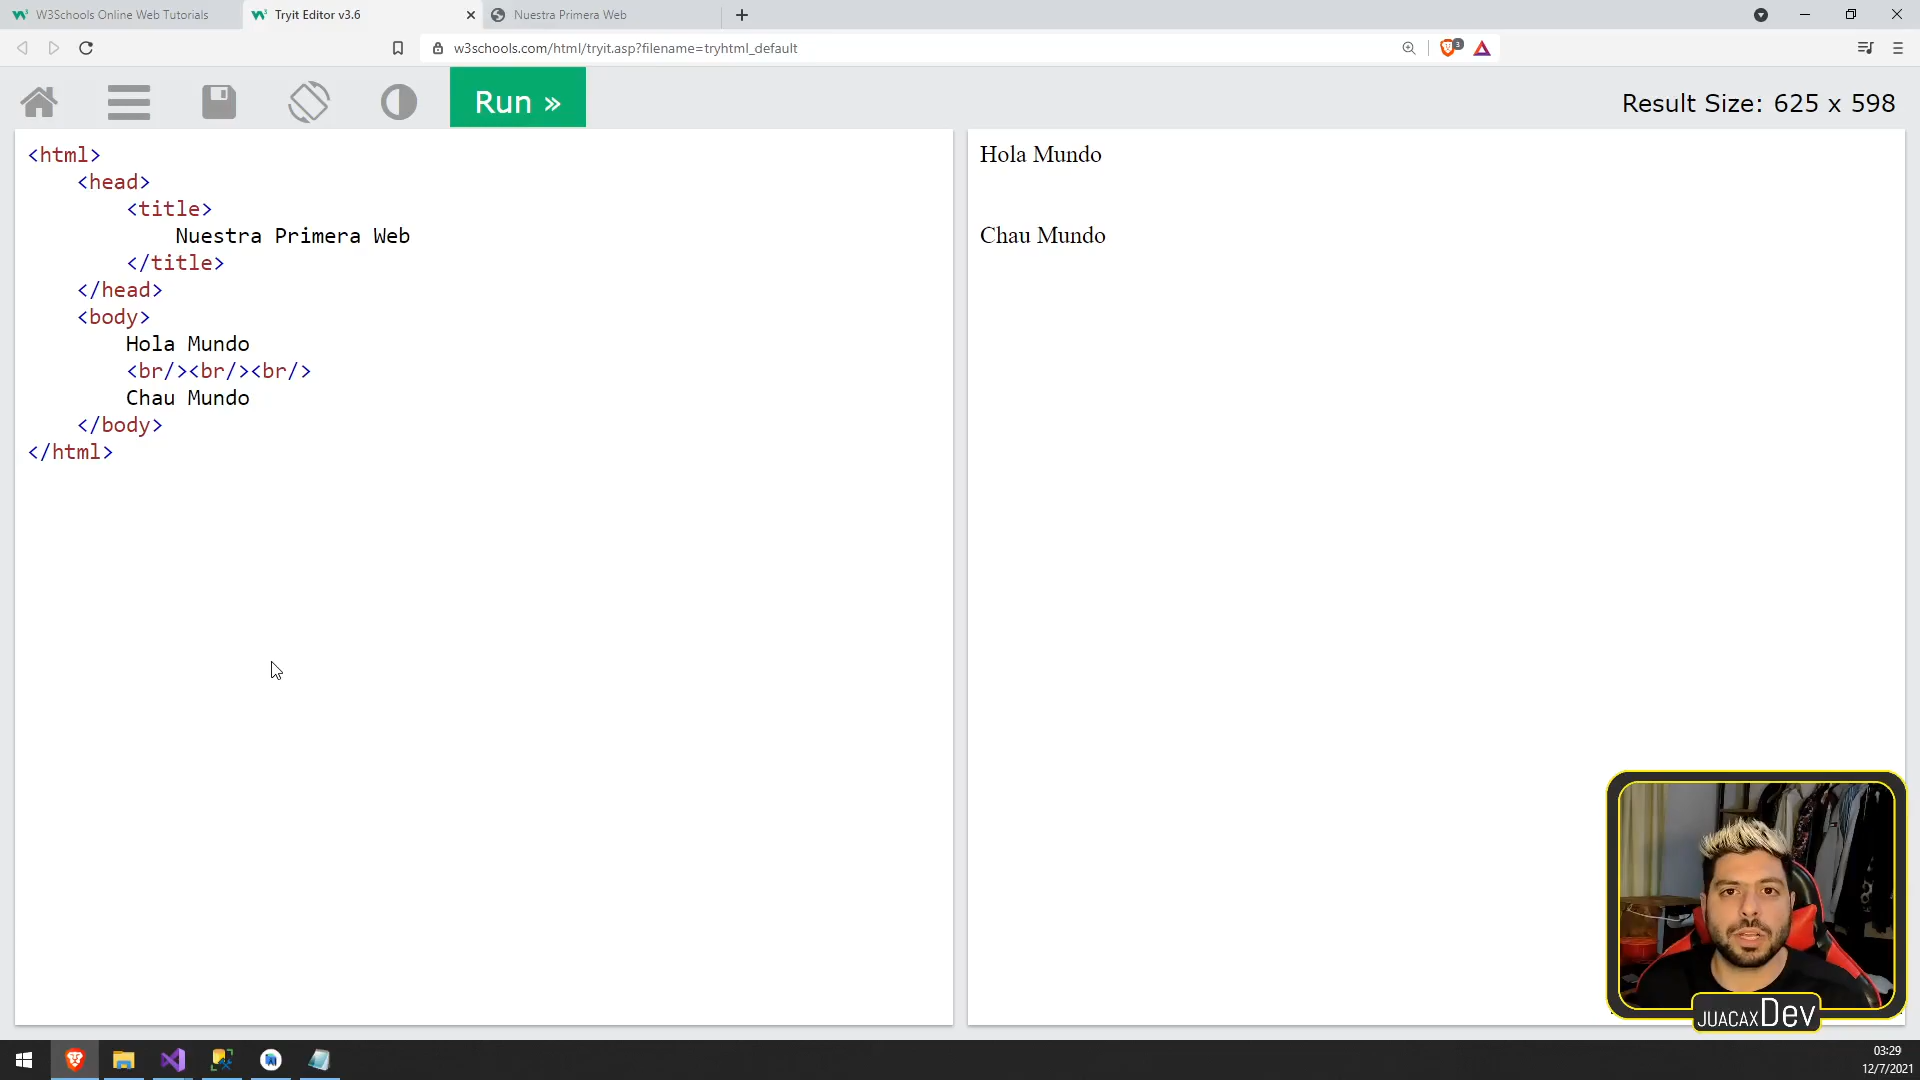 W3Schools Online Web Tutorials
Tryit Editor v3.6
Nuestra Primera Web
w3schools.com/html/tryit.asp?filename=tryhtml_default
3
Run »
Result Size: 625 x 598
<html>
<head>
<title>
Nuestra Primera Web
</title>
</head>
<body>
Hola Mundo
<br/><br/><br/>
Chau Mundo
</body>
</html>
Hola Mundo
Chau Mundo
JUACAXDev
03:29
12/7/2021